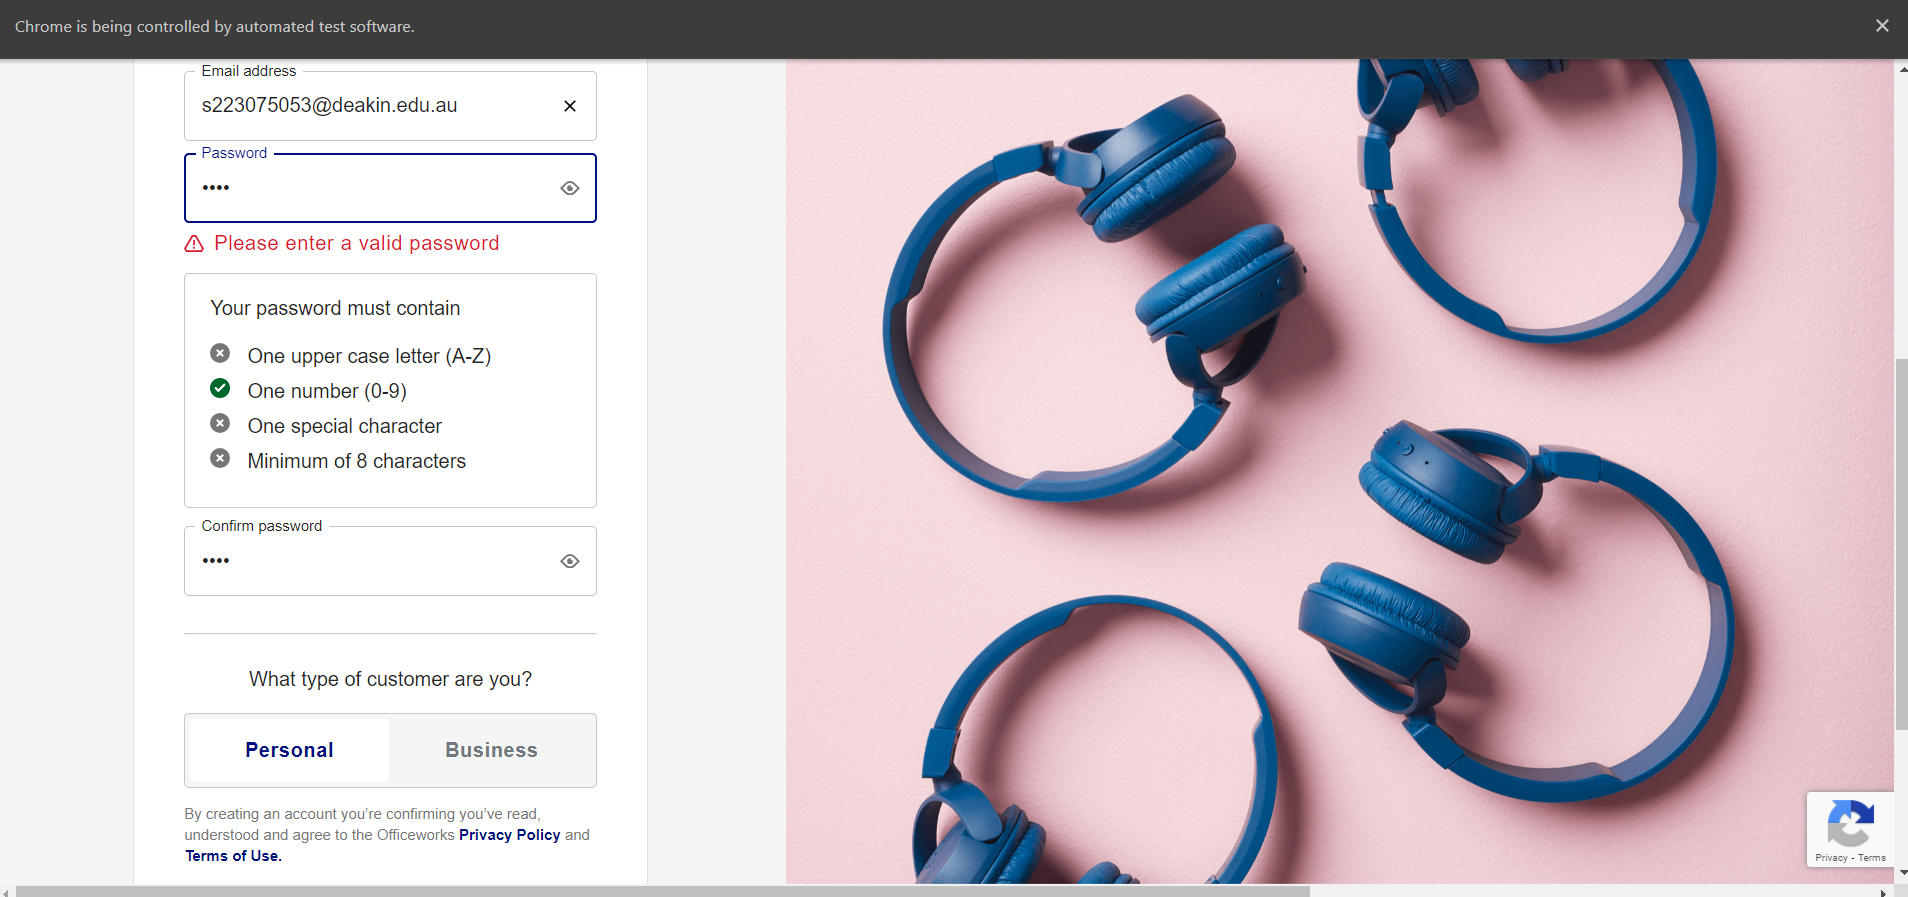 Chrome is being controlled by automated test software.
Email address
s223075053@deakin.edu.au
Password
••••
Please enter a valid password
Your password must contain
One upper case letter (A-Z)
One number (0-9)
One special character
Minimum of 8 characters
Confirm password
••••
What type of customer are you?
Personal
Business
By creating an account you’re confirming you’ve read,
understood and agree to the Officeworks Privacy Policy and
Terms of Use.
Privacy - Terms